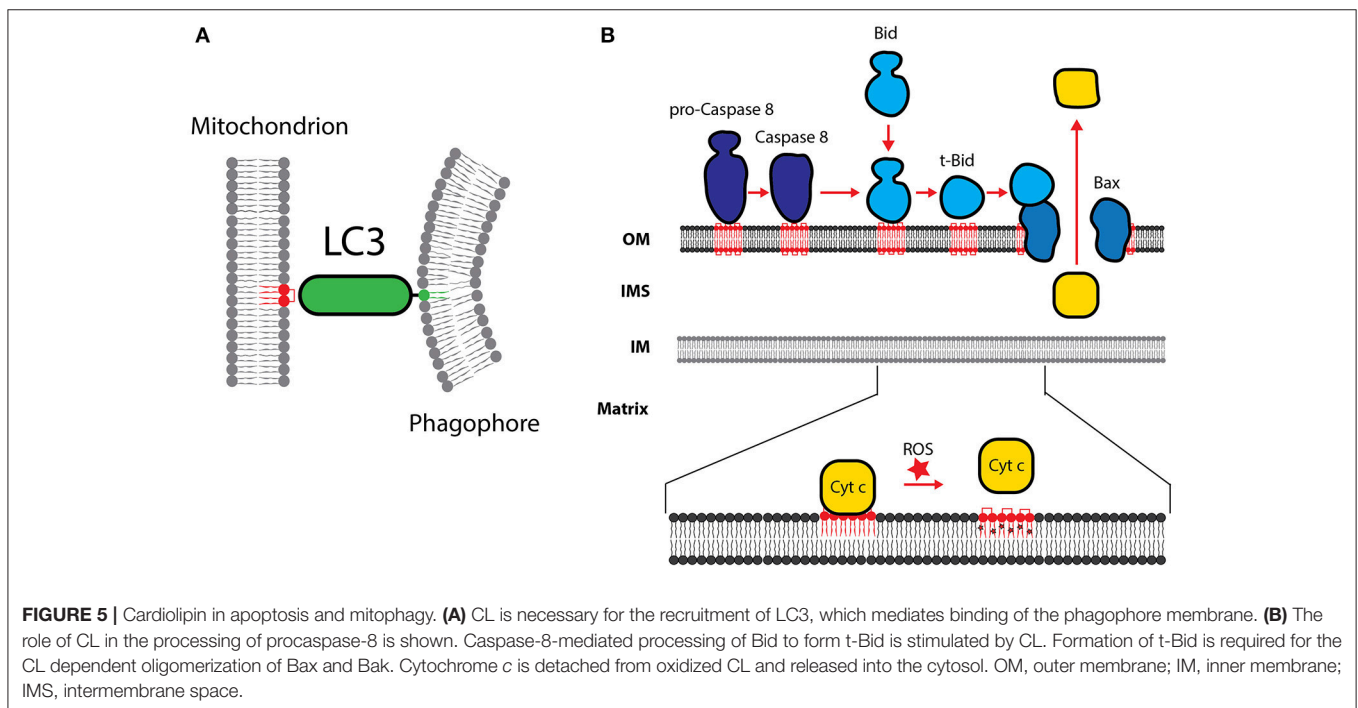 A
Mitochondrion
LC3
Phagophore
B
Bid
pro-Caspase 8
Caspase 8
t-Bid
Bax
OM
IMS
IM
Matrix
ROS
Cyt c
Cyt c
FIGURE 5 | Cardiolipin in apoptosis and mitophagy. (A) CL is necessary for the recruitment of LC3, which mediates binding of the phagophore membrane. (B) The
role of CL in the processing of procaspase-8 is shown. Caspase-8-mediated processing of Bid to form t-Bid is stimulated by CL. Formation of t-Bid is required for the
CL dependent oligomerization of Bax and Bak. Cytochrome c is detached from oxidized CL and released into the cytosol. OM, outer membrane; IM, inner membrane;
IMS, intermembrane space.